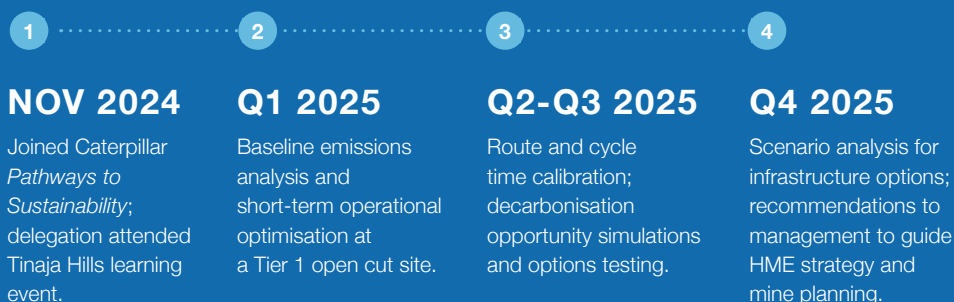 1
2
3
4
NOV 2024
Joined Caterpillar
Pathways to
Sustainability;
delegation attended
Tinaja Hills learning
event.
Q1 2025
Baseline emissions
analysis and
short-term operational
optimisation at
a Tier 1 open cut site.
Q2-Q3 2025
Route and cycle
time calibration;
decarbonisation
opportunity simulations
and options testing.
Q4 2025
Scenario analysis for
infrastructure options;
recommendations to
management to guide
HME strategy and
mine planning.